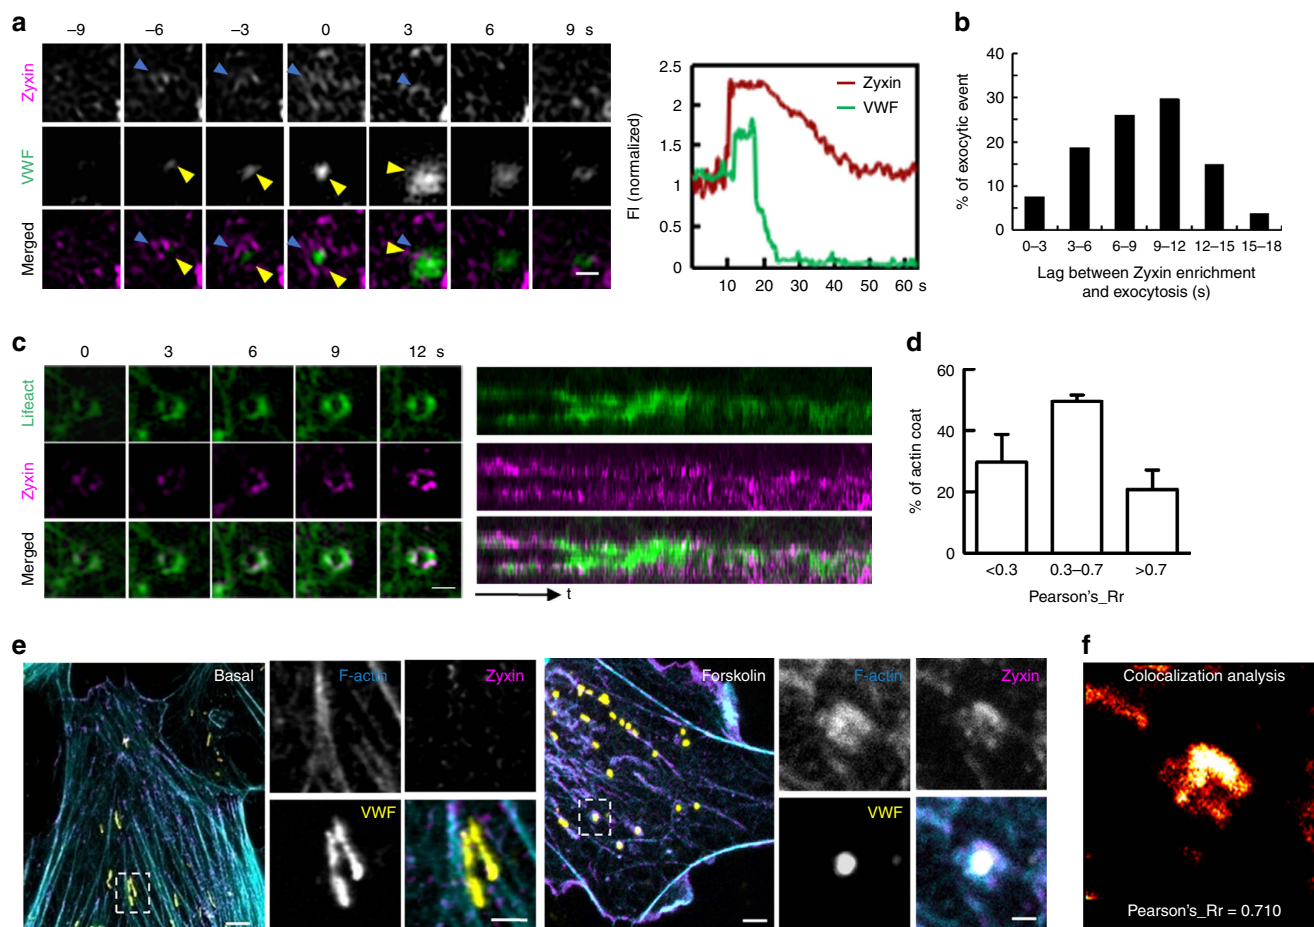 a
–9 –6 –3 0 3 6 9 s
Zyxin
VWF
Merged
2.5
2
1.5
1
0.5
0
FI (normalized)
Zyxin
VWF
10 20 30 40 50 60 s
b
40
30
20
10
0
% of exocytic event
0–3 3–6 6–9 9–12 12–15 15–18
Lag between Zyxin enrichment
and exocytosis (s)
c
0 3 6 9 12 s
Lifeact
Zyxin
Merged
t
d
60
40
20
0
% of actin coat
<0.3 0.3–0.7 >0.7
Pearson's_Rr
e
Basal
F-actin
Zyxin
VWF
Forskolin
F-actin
Zyxin
VWF
f
Colocalization analysis
Pearson's_Rr = 0.710